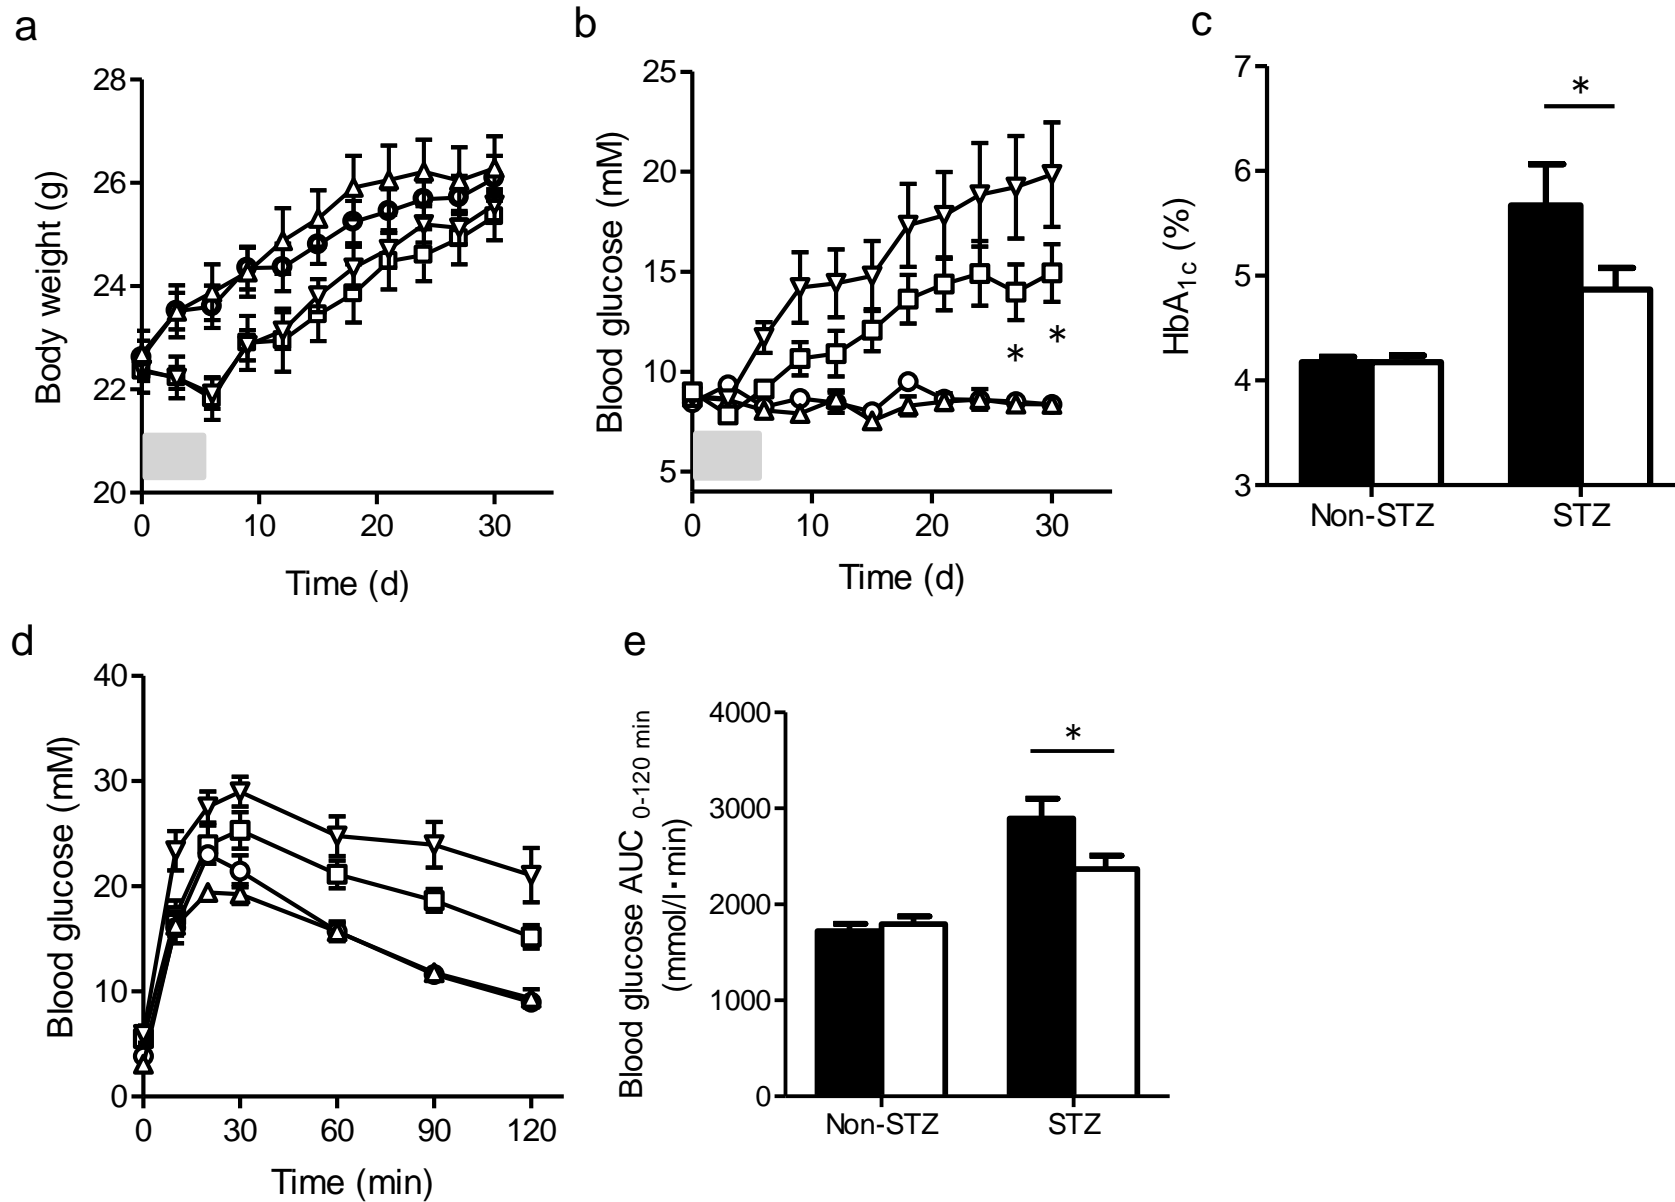 a
28
26
24
22
20
Body weight (g)
0 10 20 30
Time (d)
b
25
20
15
10
5
Blood glucose (mM)
* *
0 10 20 30
Time (d)
c
7
6
5
4
3
HbA1c (%)
*
Non-STZ STZ
d
40
30
20
10
0
Blood glucose (mM)
0 30 60 90 120
Time (min)
e
4000
3000
2000
1000
0
Blood glucose AUC 0-120 min
(mmol/l·min)
*
Non-STZ STZ